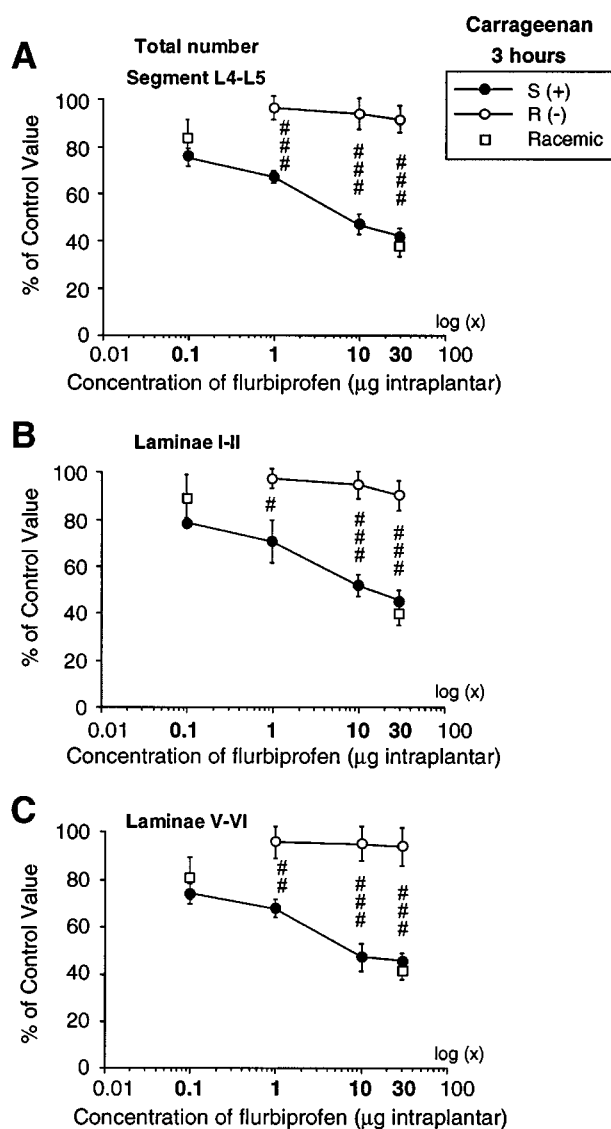 A
Total number
Segment L4-L5
Carrageenan
3 hours
S (+)
R (-)
Racemic
% of Control Value
100
80
60
40
20
0
###
###
###
log (x)
0.01 0.1 1 10 30 100
Concentration of flurbiprofen (μg intraplantar)
B
Laminae I-II
% of Control Value
100
80
60
40
20
0
#
###
###
log (x)
0.01 0.1 1 10 30 100
Concentration of flurbiprofen (μg intraplantar)
C
Laminae V-VI
% of Control Value
100
80
60
40
20
0
##
###
###
log (x)
0.01 0.1 1 10 30 100
Concentration of flurbiprofen (μg intraplantar)